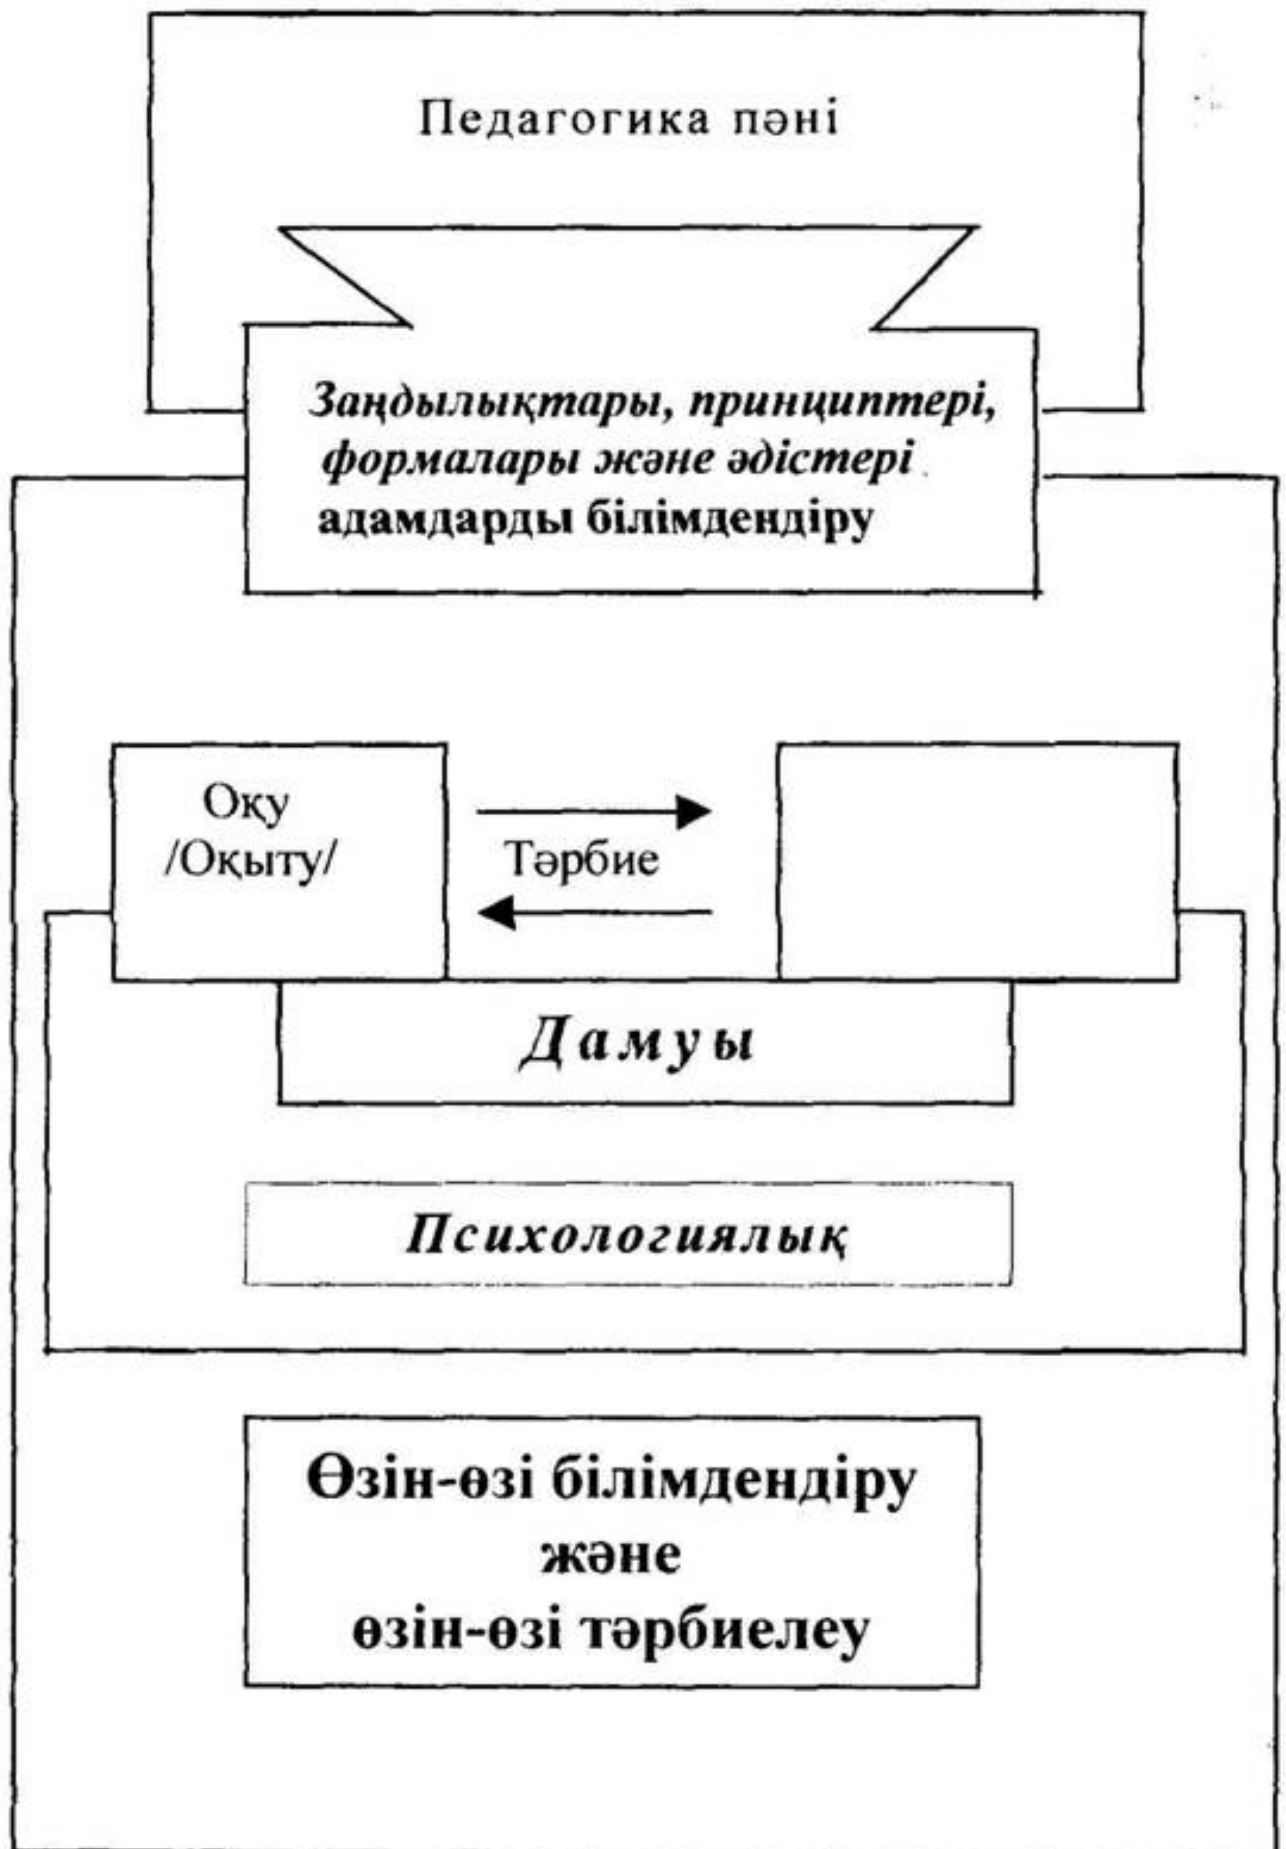 Педагогика пәні
Заңдылықтары, принциптері,
формалары және әдістері
адамдарды білімдендіру
Оқу
/Оқыту/
Тәрбие
Дамуы
Психологиялық
Өзін-өзі білімдендіру
және
өзін-өзі тәрбиелеу